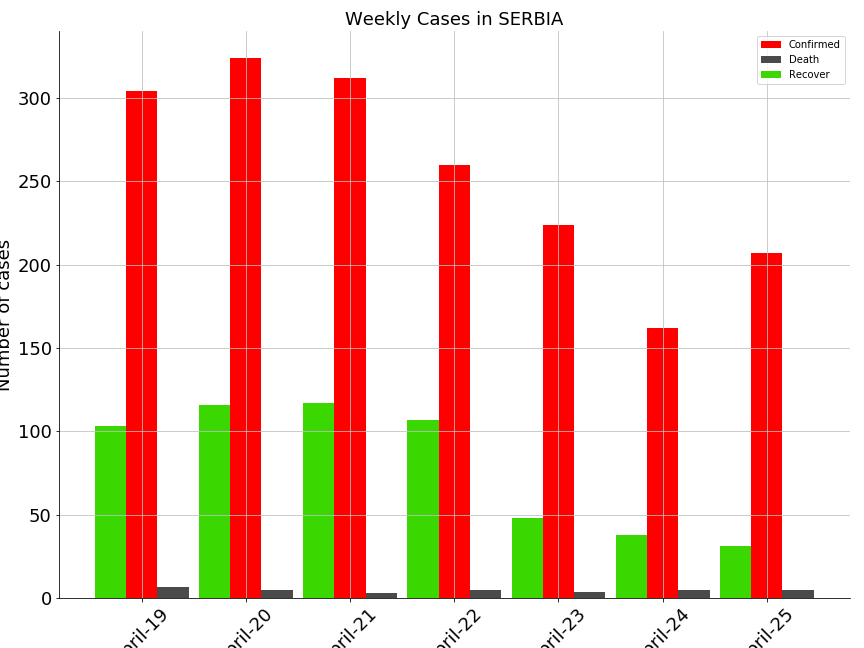 Weekly Cases in SERBIA
Confirmed
Death
Recover
Number of cases
300
250
200
150
100
50
0
pril-19 pril-20 pril-21 pril-22 pril-23 pril-24 pril-25